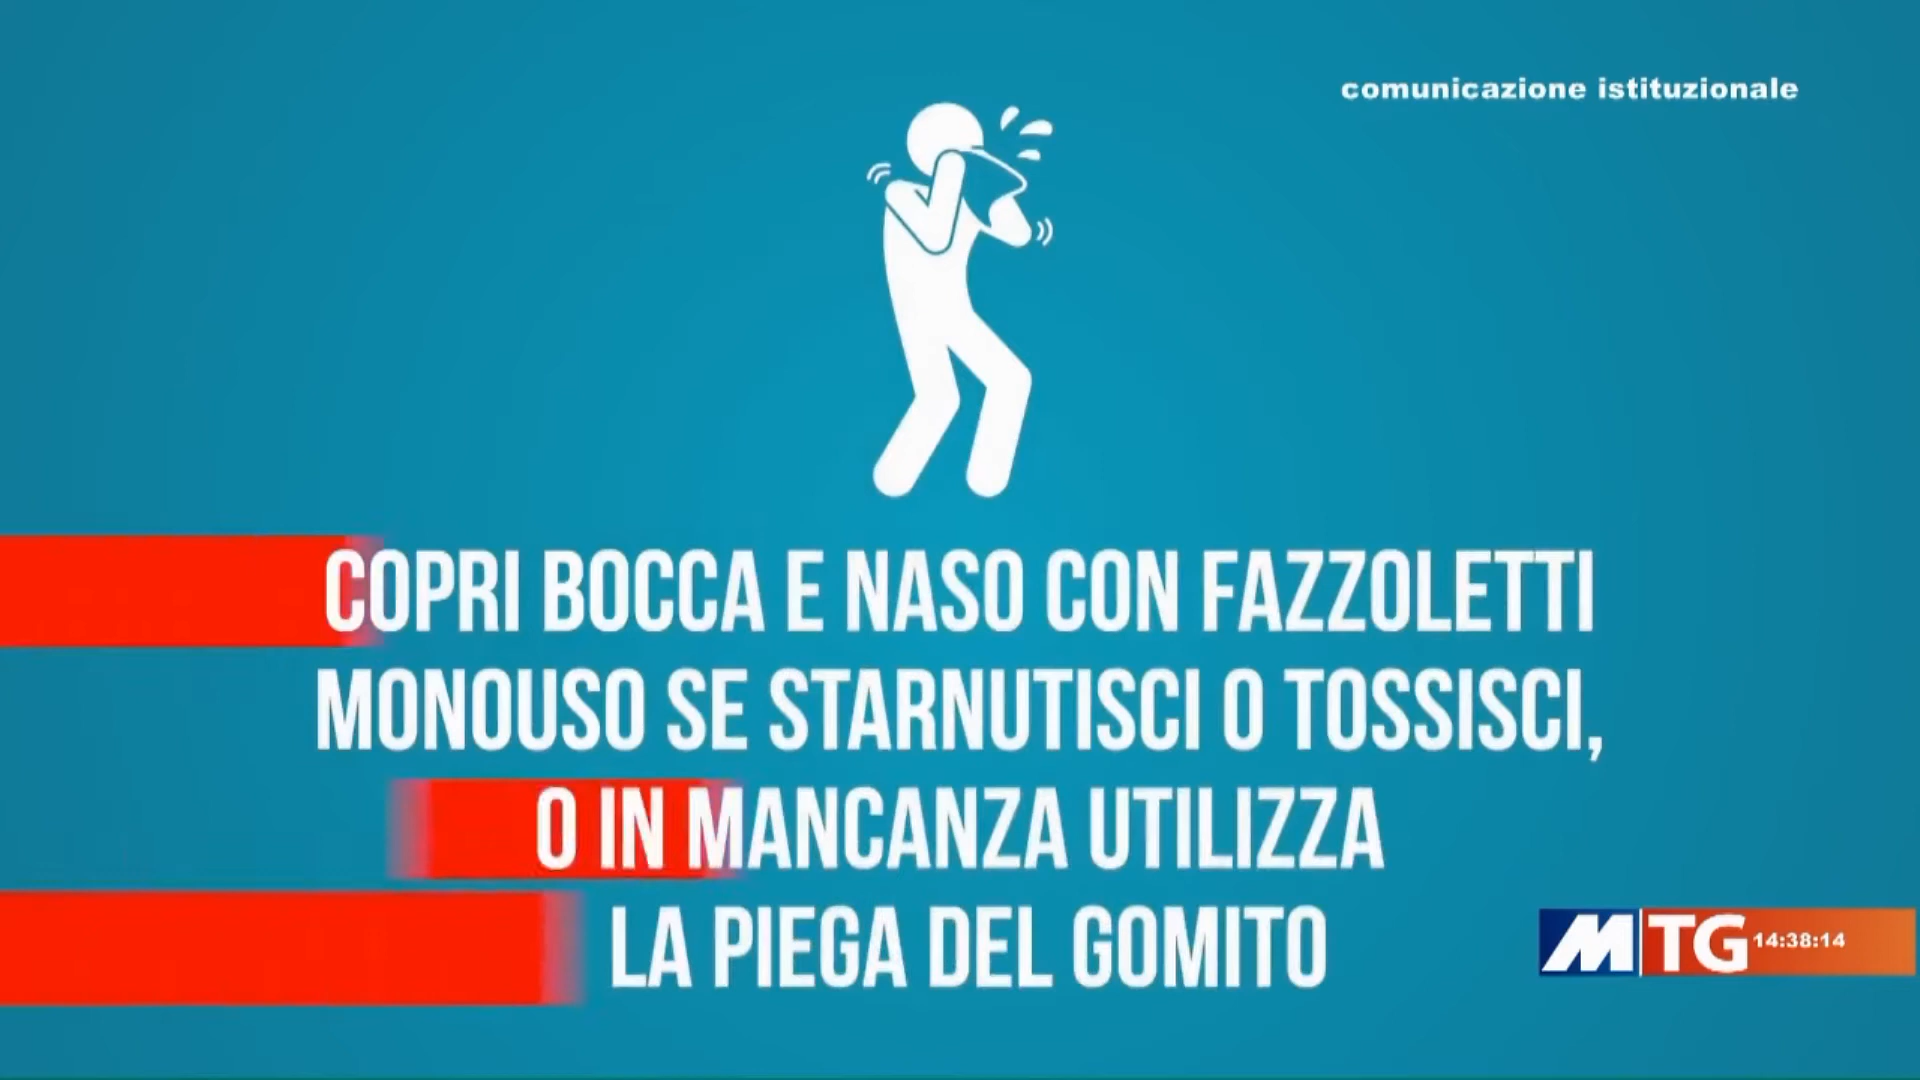 comunicazione istituzionale
COPRI BOCCA E NASO CON FAZZOLETTI
MONOUSO SE STARNUTISCI O TOSSISCI,
O IN MANCANZA UTILIZZA
LA PIEGA DEL GOMITO
M TG 14:38:14